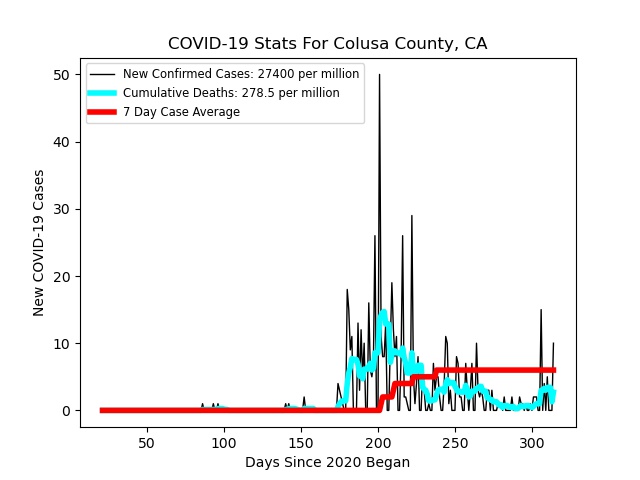 COVID-19 Stats For Colusa County, CA
New Confirmed Cases: 27400 per million
Cumulative Deaths: 278.5 per million
7 Day Case Average
50
40
30
20
10
0
New COVID-19 Cases
50 100 150 200 250 300
Days Since 2020 Began